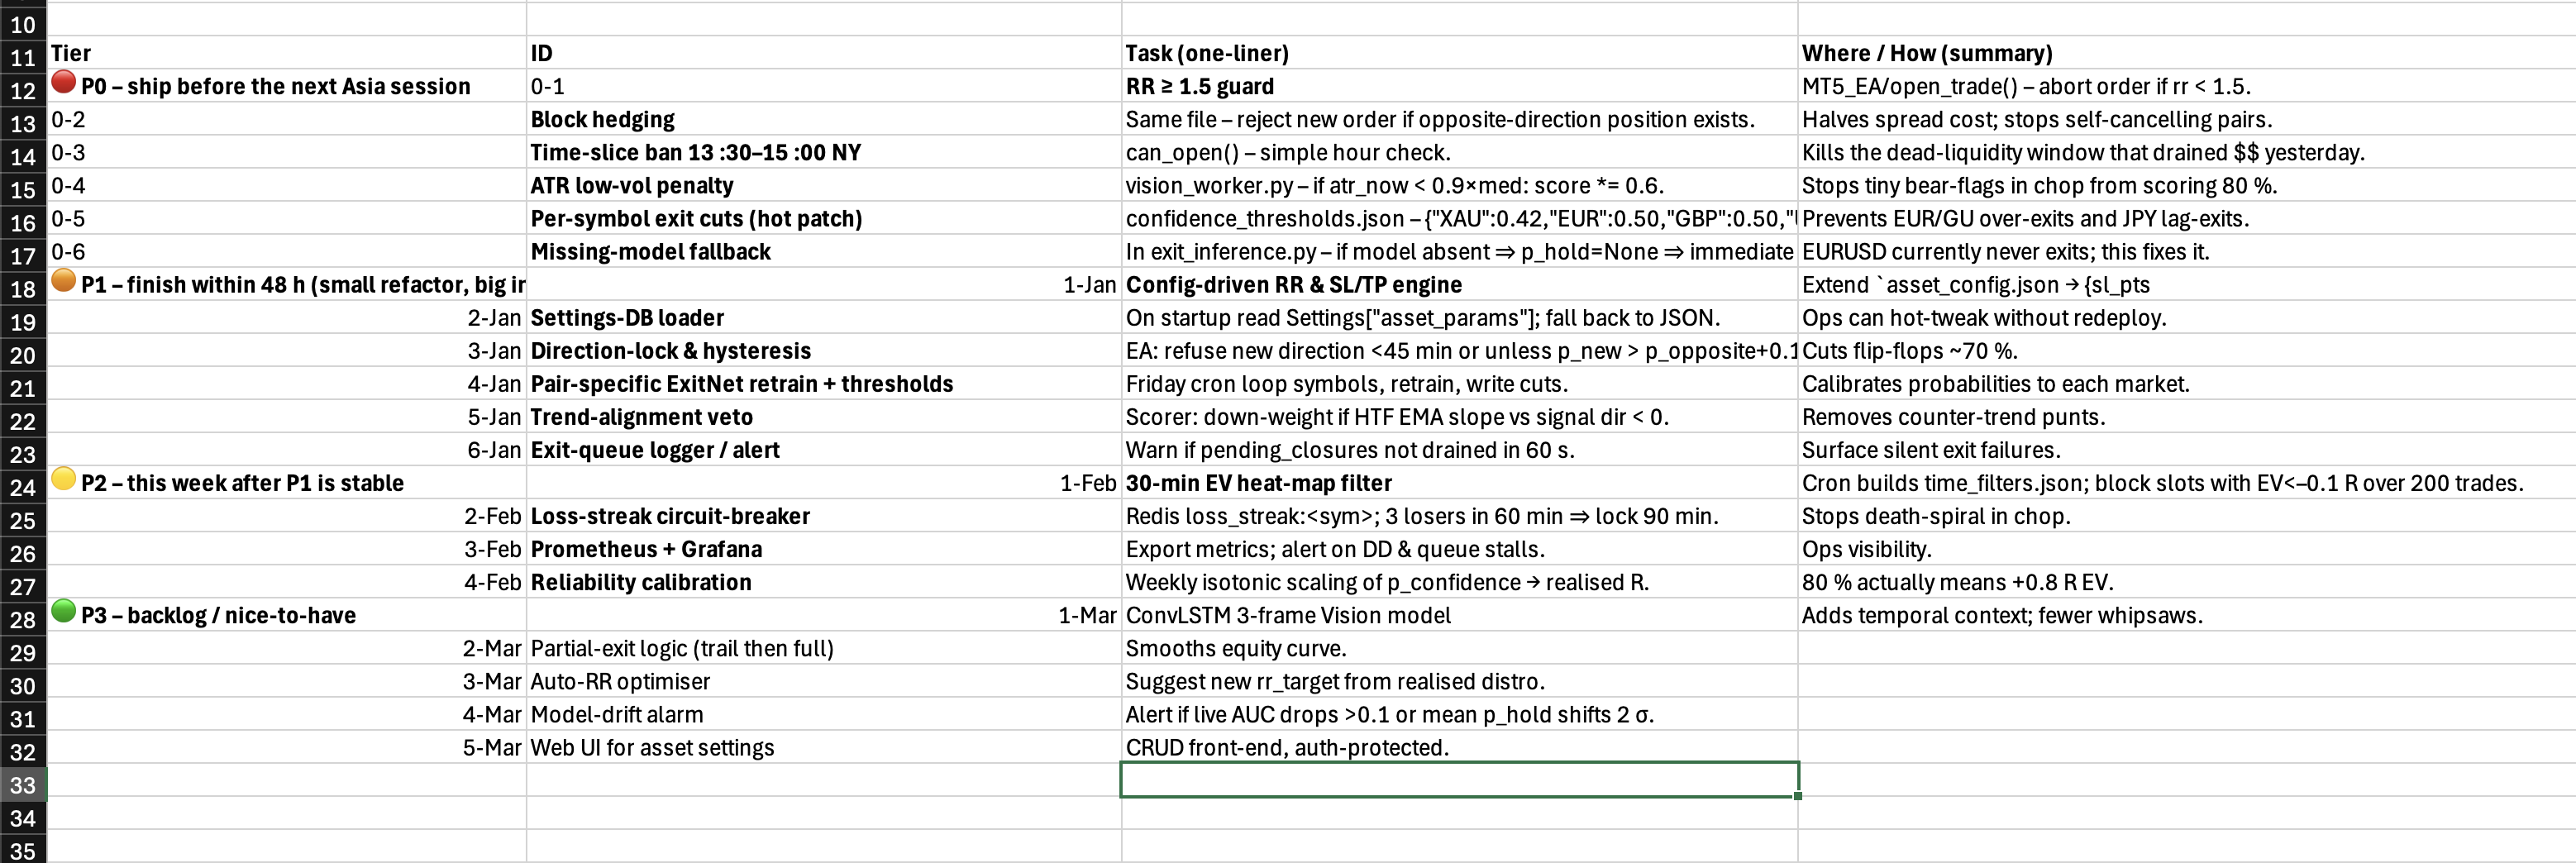 10
11 Tier ID Task (one-liner) Where / How (summary)
12 🔴 P0 – ship before the next Asia session 0-1 RR ≥ 1.5 guard MT5_EA/open_trade() – abort order if rr < 1.5.
13 0-2 Block hedging Same file – reject new order if opposite-direction position exists. Halves spread cost; stops self-cancelling pairs.
14 0-3 Time-slice ban 13 :30–15 :00 NY can_open() – simple hour check. Kills the dead-liquidity window that drained $$ yesterday.
15 0-4 ATR low-vol penalty vision_worker.py – if atr_now < 0.9×med: score *= 0.6. Stops tiny bear-flags in chop from scoring 80 %.
16 0-5 Per-symbol exit cuts (hot patch) confidence_thresholds.json – {"XAU":0.42,"EUR":0.50,"GBP":0.50," Prevents EUR/GU over-exits and JPY lag-exits.
17 0-6 Missing-model fallback In exit_inference.py – if model absent ⇒ p_hold=None ⇒ immediate EURUSD currently never exits; this fixes it.
18 🟠 P1 – finish within 48 h (small refactor, big 1-Jan Config-driven RR & SL/TP engine Extend `asset_config.json → {sl_pts
19 2-Jan Settings-DB loader On startup read Settings["asset_params"]; fall back to JSON. Ops can hot-tweak without redeploy.
20 3-Jan Direction-lock & hysteresis EA: refuse new direction <45 min or unless p_new > p_opposite+0.1 Cuts flip-flops ~70 %.
21 4-Jan Pair-specific ExitNet retrain + thresholds Friday cron loop symbols, retrain, write cuts. Calibrates probabilities to each market.
22 5-Jan Trend-alignment veto Scorer: down-weight if HTF EMA slope vs signal dir < 0. Removes counter-trend punts.
23 6-Jan Exit-queue logger / alert Warn if pending_closures not drained in 60 s. Surface silent exit failures.
24 🟡 P2 – this week after P1 is stable 1-Feb 30-min EV heat-map filter Cron builds time_filters.json; block slots with EV<–0.1 R over 200 trades.
25 2-Feb Loss-streak circuit-breaker Redis loss_streak:<sym>; 3 losers in 60 min ⇒ lock 90 min. Stops death-spiral in chop.
26 3-Feb Prometheus + Grafana Export metrics; alert on DD & queue stalls. Ops visibility.
27 4-Feb Reliability calibration Weekly isotonic scaling of p_confidence → realised R. 80 % actually means +0.8 R EV.
28 🟢 P3 – backlog / nice-to-have 1-Mar ConvLSTM 3-frame Vision model Adds temporal context; fewer whipsaws.
29 2-Mar Partial-exit logic (trail then full) Smooths equity curve.
30 3-Mar Auto-RR optimiser Suggest new rr_target from realised distro.
31 4-Mar Model-drift alarm Alert if live AUC drops >0.1 or mean p_hold shifts 2 σ.
32 5-Mar Web UI for asset settings CRUD front-end, auth-protected.
33
34
35